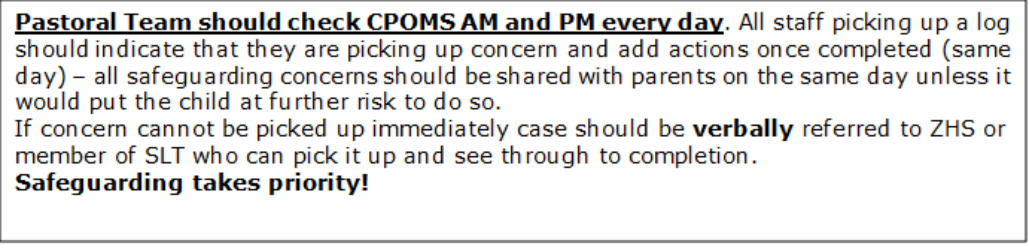 Pastoral Team should check CPOMS AM and PM every day. All staff picking up a log
should indicate that they are picking up concern and add actions once completed (same
day) – all safeguarding concerns should be shared with parents on the same day unless it
would put the child at further risk to do so.
If concern cannot be picked up immediately case should be verbally referred to ZHS or
member of SLT who can pick it up and see through to completion.
Safeguarding takes priority!